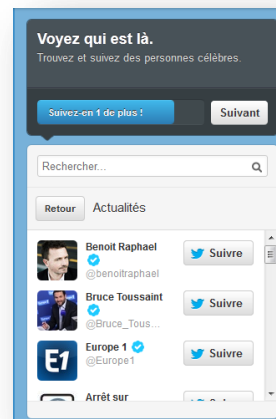 Voyez qui est là.
Trouvez et suivez des personnes célèbres.
Suivez-en 1 de plus !
Suivant
Rechercher...
Retour
Actualités
Benoit Raphael
@benoitraphael
Suivre
Bruce Toussaint
@Bruce_Tous...
Suivre
E1
Europe 1
@Europe1
Suivre
Arrêt sur